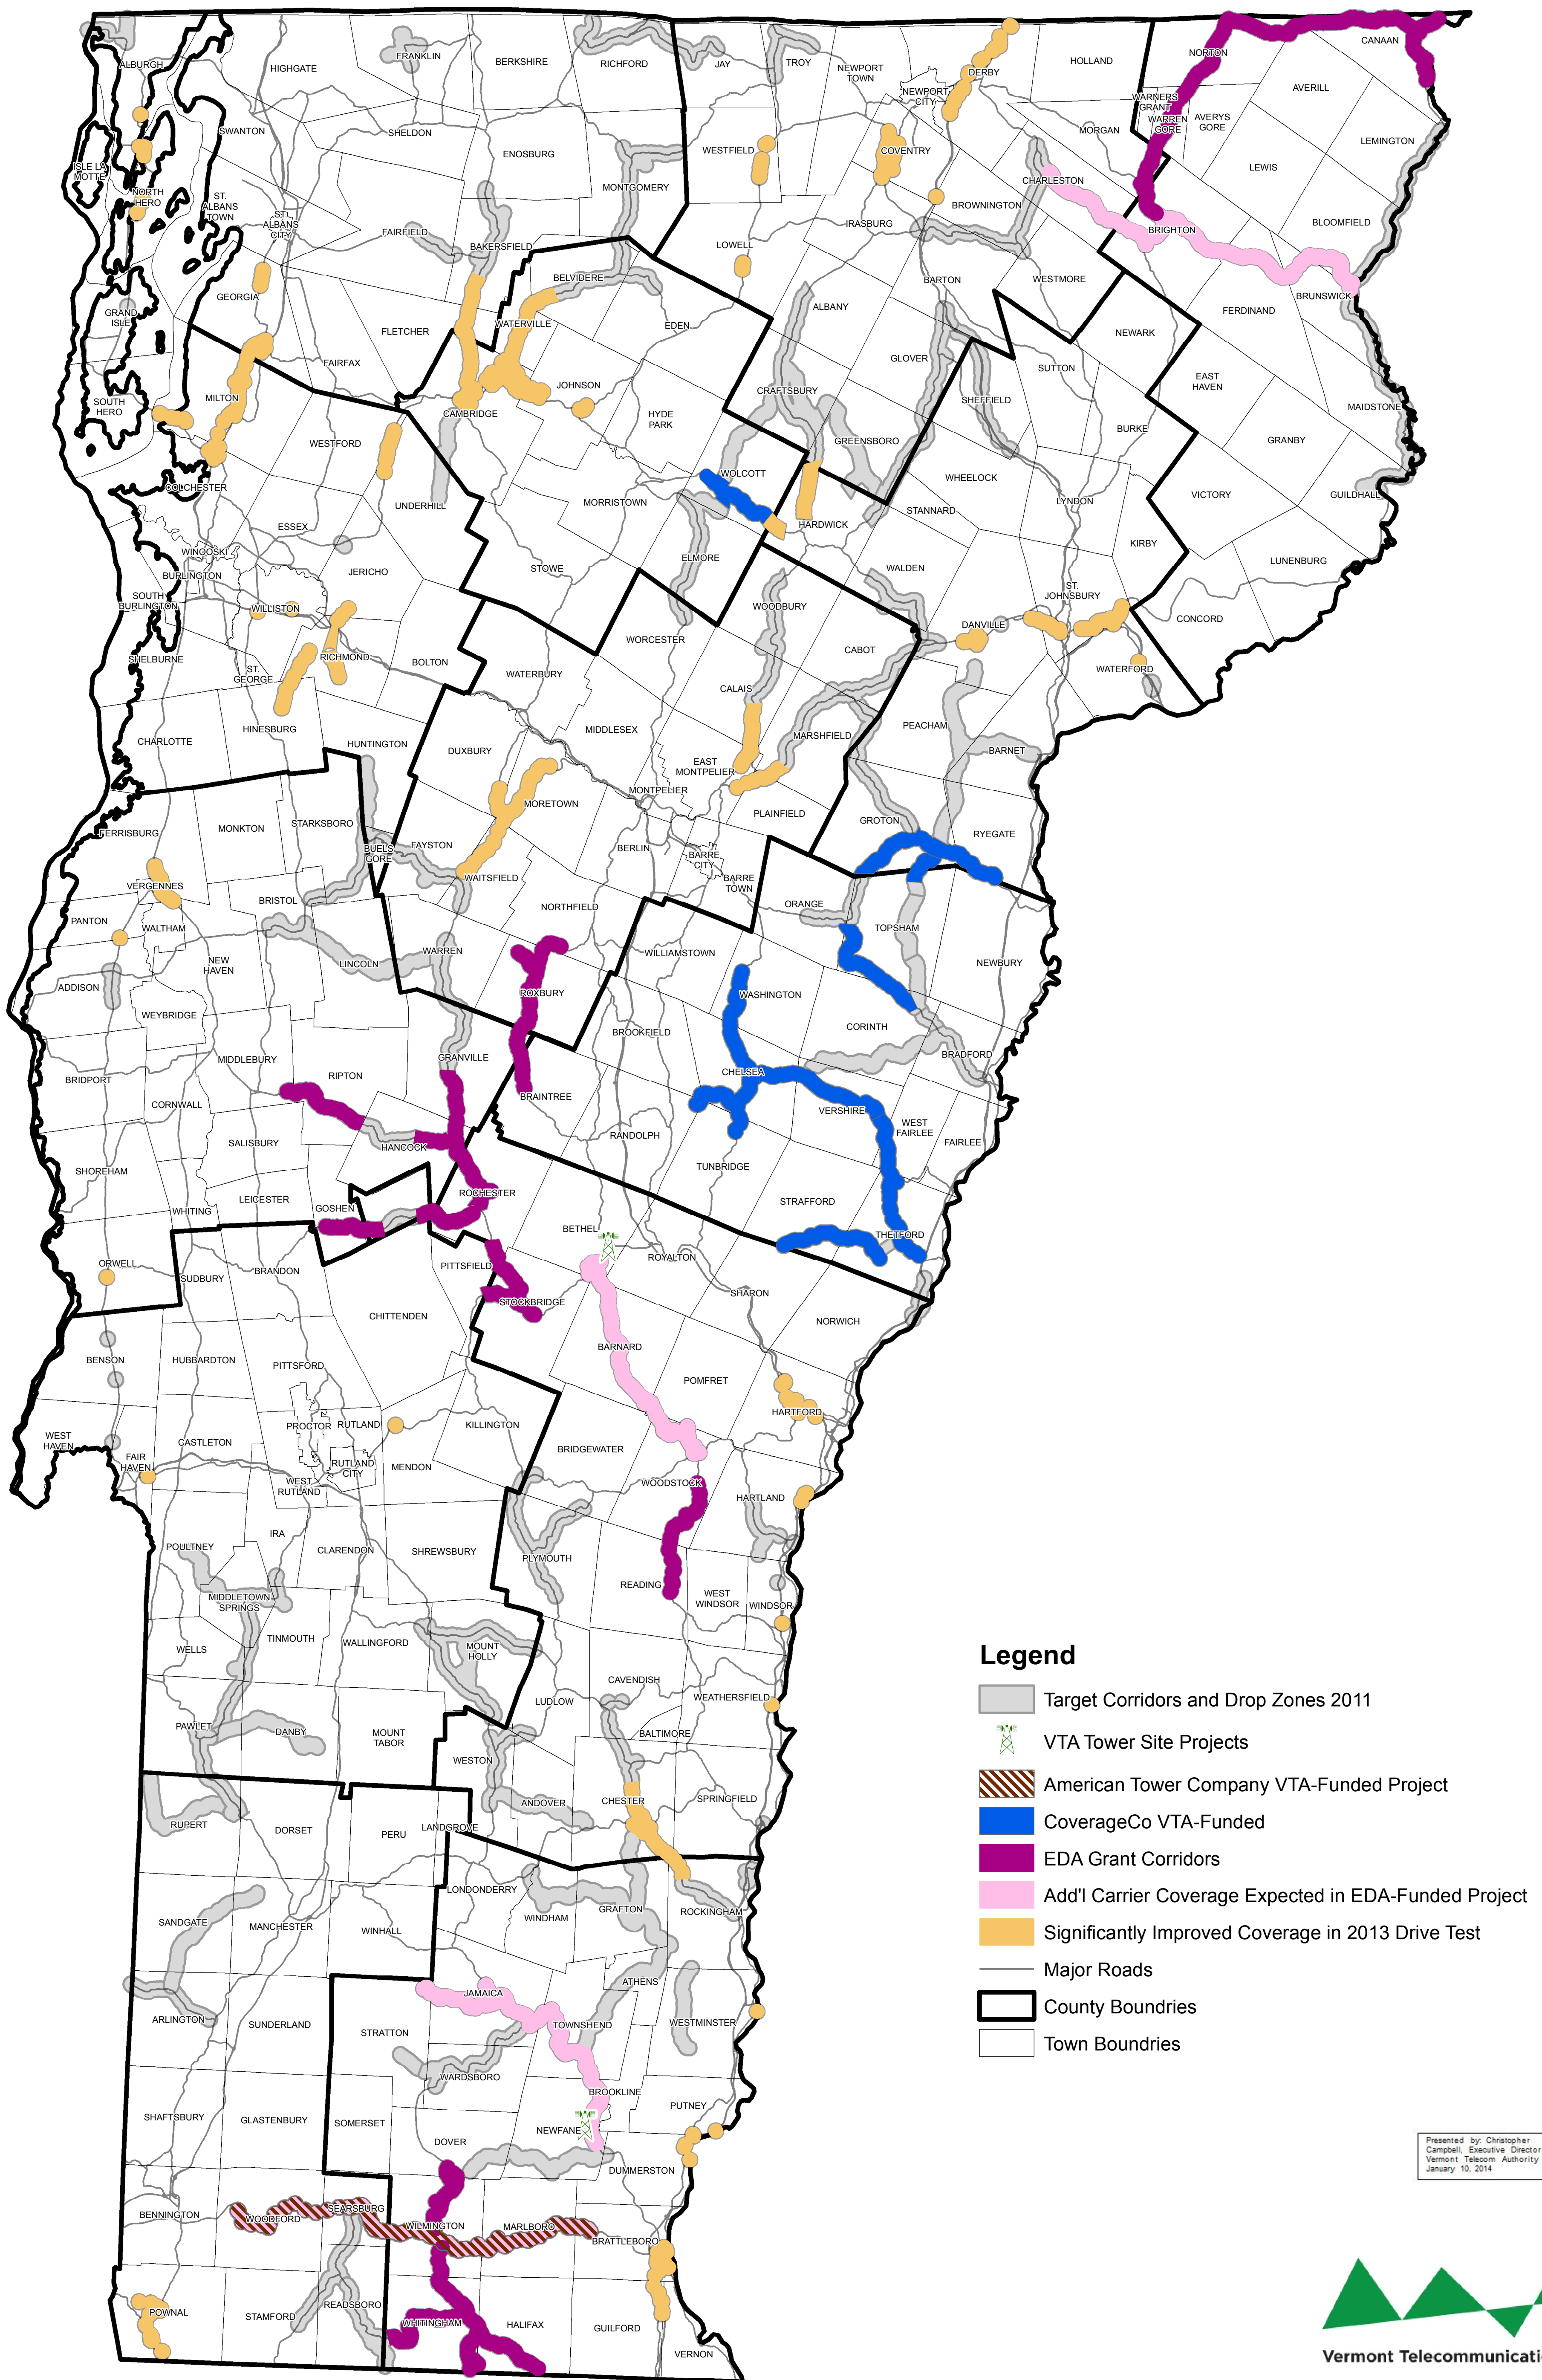 ALBURGH
HIGHGATE
FRANKLIN
BERKSHIRE
RICHFORD
JAY
TROY
NEWPORT
TOWN
NEWPORT
CITY
DERBY
HOLLAND
NORTON
CANAAN
AVERILL
WARNERS
GRANT
WARREN
GORE
AVERYS
GORE
LEMINGTON
SWANTON
SHELDON
ENOSBURG
WESTFIELD
COVENTRY
MORGAN
LEWIS
ISLE LA
MOTTE
NORTH
HERO
ST.
ALBANS
TOWN
ST.
ALBANS
CITY
MONTGOMERY
CHARLESTON
BROWNINGTON
IRASBURG
BLOOMFIELD
BRIGHTON
FAIRFIELD
BAKERSFIELD
LOWELL
BELVIDERE
BARTON
WESTMORE
BRUNSWICK
FERDINAND
GEORGIA
GRAND
ISLE
FLETCHER
WATERVILLE
EDEN
ALBANY
NEWARK
GLOVER
SUTTON
EAST
HAVEN
FAIRFAX
MILTON
JOHNSON
CRAFTSBURY
SHEFFIELD
SOUTH
HERO
CAMBRIDGE
HYDE
PARK
MAIDSTONE
BURKE
GREENSBORO
GRANBY
WESTFORD
WOLCOTT
WHEELOCK
COLCHESTER
UNDERHILL
MORRISTOWN
LYNDON
VICTORY
GUILDHALL
STANNARD
HARDWICK
ESSEX
KIRBY
WINOOSKI
ELMORE
LUNENBURG
BURLINGTON
JERICHO
STOWE
WALDEN
SOUTH
BURLINGTON
WILLISTON
WOODBURY
ST.
JOHNSBURY
CONCORD
DANVILLE
WORCESTER
CABOT
SHELBURNE
ST.
GEORGE
RICHMOND
BOLTON
WATERBURY
WATERFORD
CALAIS
PEACHAM
HINESBURG
MIDDLESEX
MARSHFIELD
CHARLOTTE
HUNTINGTON
DUXBURY
BARNET
EAST
MONTPELIER
MONTPELIER
MORETOWN
PLAINFIELD
GROTON
RYEGATE
FERRISBURG
MONKTON
STARKSBORO
BUELS
GORE
FAYSTON
BERLIN
BARRE
CITY
BARRE
TOWN
VERGENNES
WAITSFIELD
ORANGE
BRISTOL
NORTHFIELD
PANTON
WALTHAM
TOPSHAM
WILLIAMSTOWN
NEW
HAVEN
LINCOLN
WARREN
NEWBURY
ADDISON
ROXBURY
WASHINGTON
WEYBRIDGE
CORINTH
BROOKFIELD
MIDDLEBURY
GRANVILLE
BRADFORD
CHELSEA
RIPTON
BRIDPORT
CORNWALL
BRAINTREE
VERSHIRE
WEST
FAIRLEE
FAIRLEE
SALISBURY
HANCOCK
RANDOLPH
TUNBRIDGE
SHOREHAM
ROCHESTER
LEICESTER
GOSHEN
WHITING
STRAFFORD
BETHEL
THETFORD
ROYALTON
ORWELL
SUDBURY
BRANDON
PITTSFIELD
SHARON
STOCKBRIDGE
CHITTENDEN
NORWICH
BARNARD
BENSON
HUBBARDTON
PITTSFORD
POMFRET
PROCTOR
RUTLAND
KILLINGTON
HARTFORD
WEST
HAVEN
CASTLETON
FAIR
HAVEN
RUTLAND
CITY
MENDON
BRIDGEWATER
WEST
RUTLAND
WOODSTOCK
HARTLAND
IRA
POULTNEY
CLARENDON
SHREWSBURY
PLYMOUTH
READING
WEST
WINDSOR
WINDSOR
MIDDLETOWN
SPRINGS
TINMOUTH
WALLINGFORD
WELLS
MOUNT
HOLLY
CAVENDISH
LUDLOW
WEATHERSFIELD
PAWLET
DANBY
MOUNT
TABOR
BALTIMORE
WESTON
ANDOVER
CHESTER
SPRINGFIELD
RUPERT
DORSET
PERU
LANDGROVE
LONDONDERRY
WINDHAM
GRAFTON
ROCKINGHAM
SANDGATE
MANCHESTER
WINHALL
ATHENS
JAMAICA
ARLINGTON
SUNDERLAND
STRATTON
TOWNSHEND
WESTMINSTER
WARDSBORO
BROOKLINE
SHAFTSBURY
GLASTENBURY
SOMERSET
PUTNEY
NEWFANE
DOVER
DUMMERSTON
BENNINGTON
WOODFORD
SEARSBURG
WILMINGTON
MARLBORO
BRATTLEBORO
POWNAL
STAMFORD
READSBORO
WHITINGHAM
HALIFAX
GUILFORD
VERNON
Legend
Target Corridors and Drop Zones 2011
VTA Tower Site Projects
American Tower Company VTA-Funded Project
CoverageCo VTA-Funded
EDA Grant Corridors
Add'l Carrier Coverage Expected in EDA-Funded Project
Significantly Improved Coverage in 2013 Drive Test
Major Roads
County Boundries
Town Boundries
Presented by: Christopher
Campbell, Executive Director
Vermont Telecom Authority
January 10, 2014
Vermont Telecommunicati